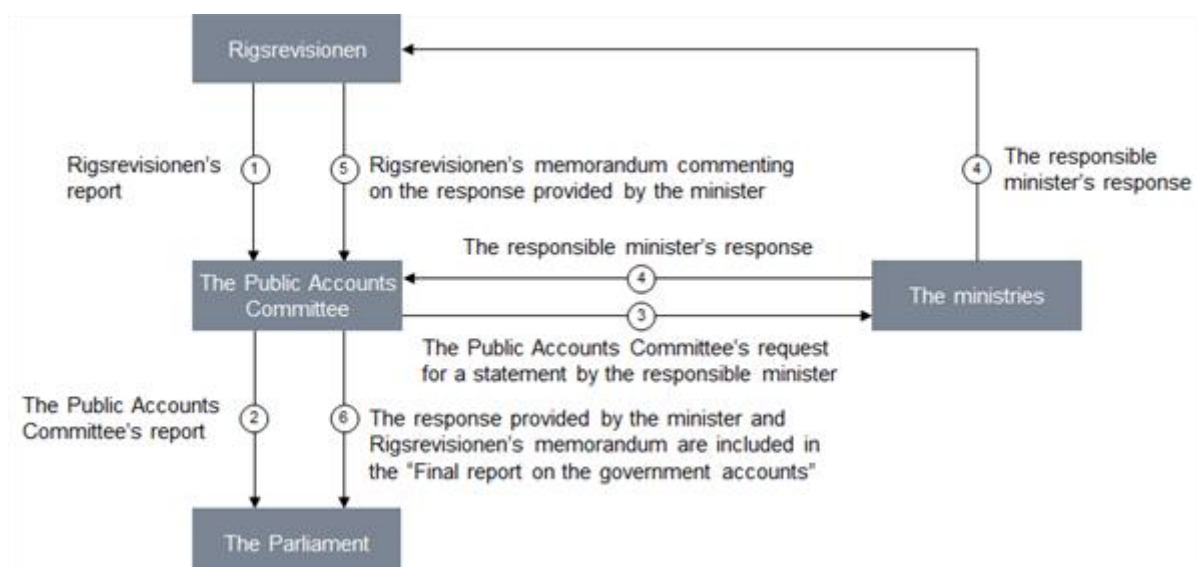 Rigsrevisionen
Rigsrevisionen's
report
1
5
Rigsrevisionen's memorandum commenting
on the response provided by the minister
4
The responsible
minister's response
The responsible minister's response
The Public Accounts
Committee
4
3
The ministries
The Public Accounts Committee's request
for a statement by the responsible minister
The Public Accounts
Committee's report
2
6
The response provided by the minister and
Rigsrevisionen's memorandum are included in
the "Final report on the government accounts"
The Parliament